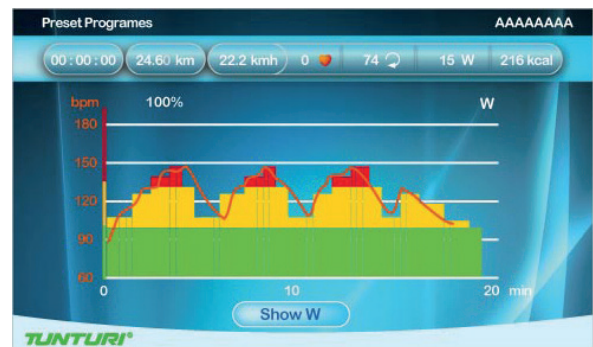 Preset Programes AAAAAAAA
00 : 00 : 00 24.60 km 22.2 kmh 0 74 15 W 216 kcal
bpm 100% W
180
150
120
90
60
0 10 20 min
Show W
TUNTURI®